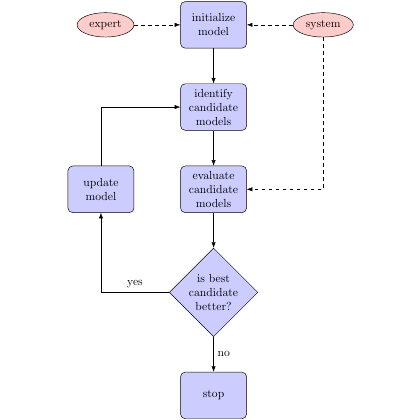 expert
initialize
model
system
identify
candidate
models
update
model
evaluate
candidate
models
is best
candidate
better?
yes
no
stop